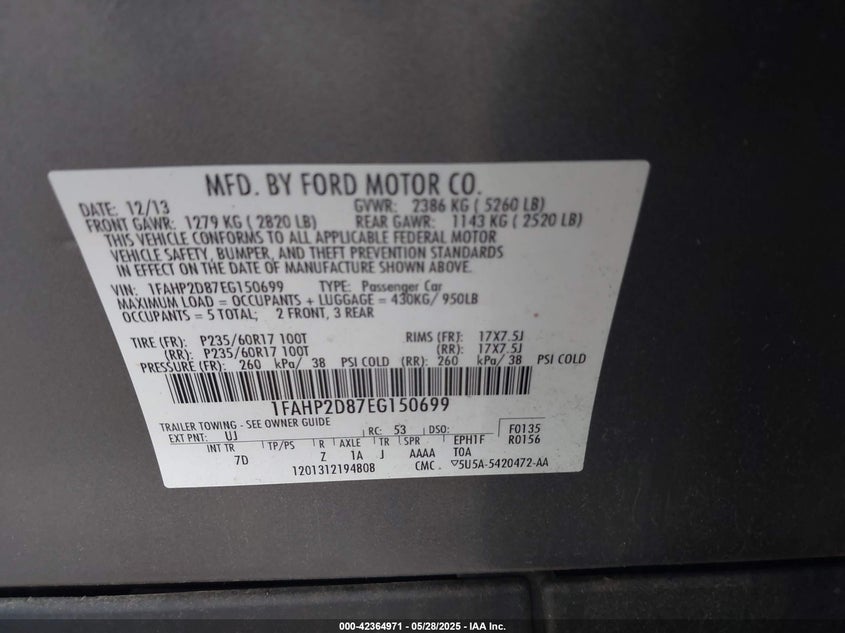 MFD. BY FORD MOTOR CO.
DATE: 12/13 GVWR: 2386 KG ( 5260 LB)
FRONT GAWR: 1279 KG ( 2820 LB) REAR GAWR: 1143 KG ( 2520 LB)
THIS VEHICLE CONFORMS TO ALL APPLICABLE FEDERAL MOTOR
VEHICLE SAFETY, BUMPER, AND THEFT PREVENTION STANDARDS
IN EFFECT ON THE DATE OF MANUFACTURE SHOWN ABOVE.
VIN: 1FAHP2D87EG150699 TYPE: Passenger Car
MAXIMUM LOAD = OCCUPANTS + LUGGAGE = 430KG/ 950LB
OCCUPANTS = 5 TOTAL; 2 FRONT, 3 REAR
TIRE (FR): P235/60R17 100T RIMS (FR): 17X7.5J
(RR): P235/60R17 100T (RR): 17X7.5J
PRESSURE (FR): 260 kPa/ 38 PSI COLD (RR): 260 kPa/ 38 PSI COLD
1FAHP2D87EG150699
TRAILER TOWING - SEE OWNER GUIDE
EXT PNT: UJ RC: 53 DSO: F0135
INT TR TP/PS R AXLE TR SPR EPH1F R0156
7D Z 1A J AAAA TOA
1201312194808 CMC ▽5U5A-5420472-AA
000-42364971 | 05/28/2025 - IAA Inc.